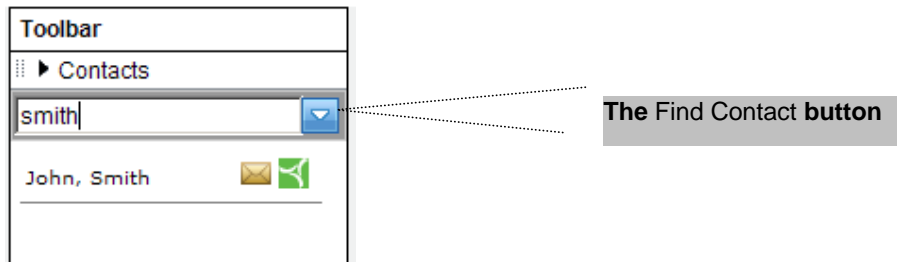 Toolbar
Contacts
smith
The Find Contact button
John, Smith